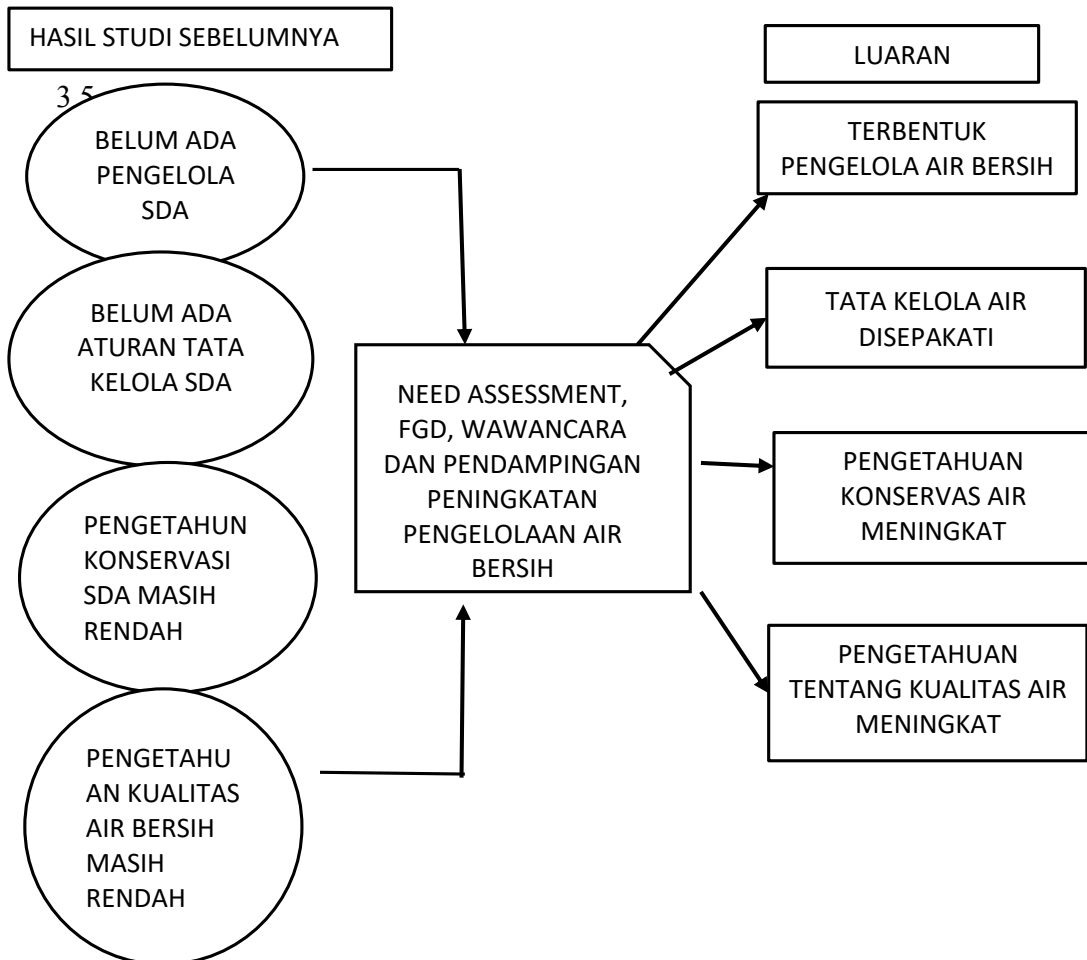 HASIL STUDI SEBELUMNYA
3.5
BELUM ADA
PENGELOLA
SDA
BELUM ADA
ATURAN TATA
KELOLA SDA
PENGETAHUN
KONSERVASI
SDA MASIH
RENDAH
PENGETAHU
AN KUALITAS
AIR BERSIH
MASIH
RENDAH
NEED ASSESSMENT,
FGD, WAWANCARA
DAN PENDAMPINGAN
PENINGKATAN
PENGELOLAAN AIR
BERSIH
LUARAN
TERBENTUK
PENGELOLA AIR BERSIH
TATA KELOLA AIR
DISEPAKATI
PENGETAHUAN
KONSERVAS AIR
MENINGKAT
PENGETAHUAN
TENTANG KUALITAS AIR
MENINGKAT